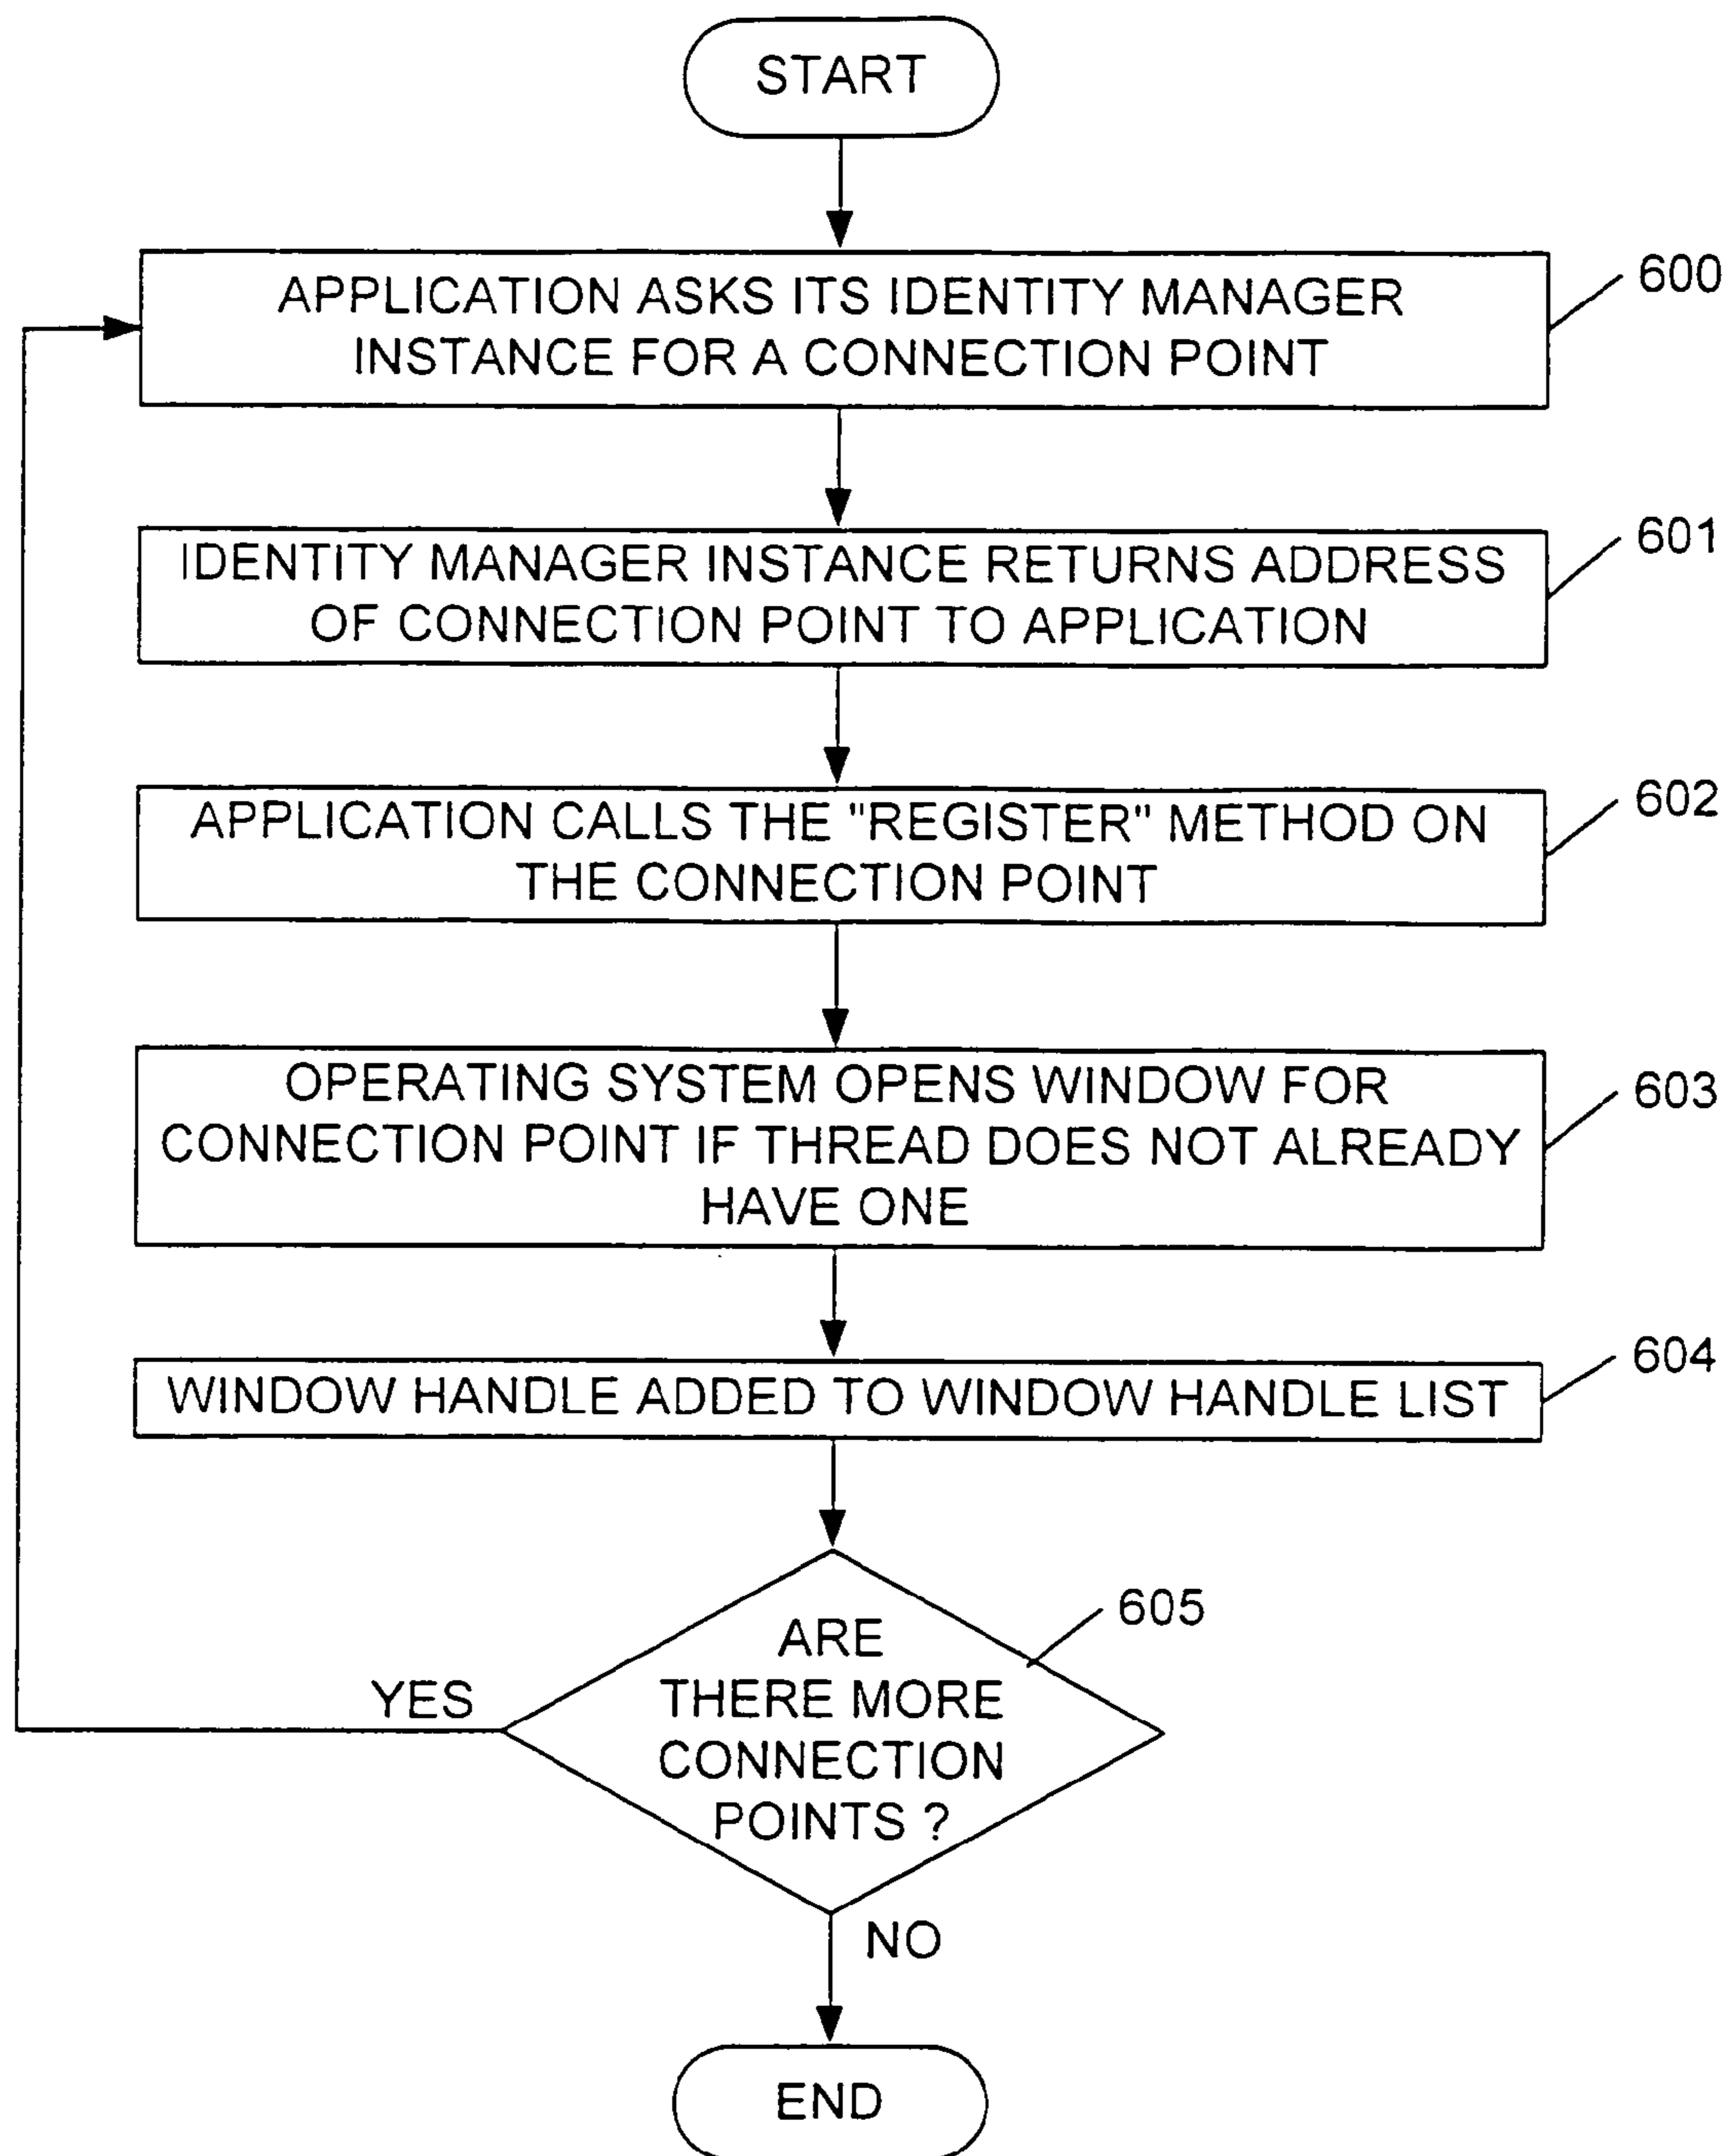 START
APPLICATION ASKS ITS IDENTITY MANAGER
INSTANCE FOR A CONNECTION POINT
600
IDENTITY MANAGER INSTANCE RETURNS ADDRESS
OF CONNECTION POINT TO APPLICATION
601
APPLICATION CALLS THE "REGISTER" METHOD ON
THE CONNECTION POINT
602
OPERATING SYSTEM OPENS WINDOW FOR
CONNECTION POINT IF THREAD DOES NOT ALREADY
HAVE ONE
603
WINDOW HANDLE ADDED TO WINDOW HANDLE LIST
604
ARE
THERE MORE
CONNECTION
POINTS ?
605
YES
NO
END